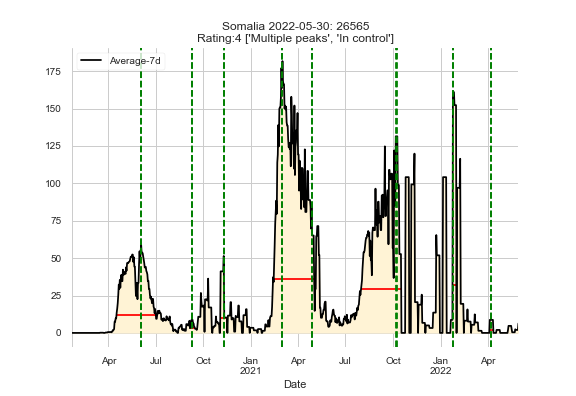 Somalia 2022-05-30: 26565
Rating:4 ['Multiple peaks', 'In control']
Average-7d
175
150
125
100
75
50
25
0
Apr Jul Oct Jan Apr Jul Oct Jan Apr
2021 2022
Date